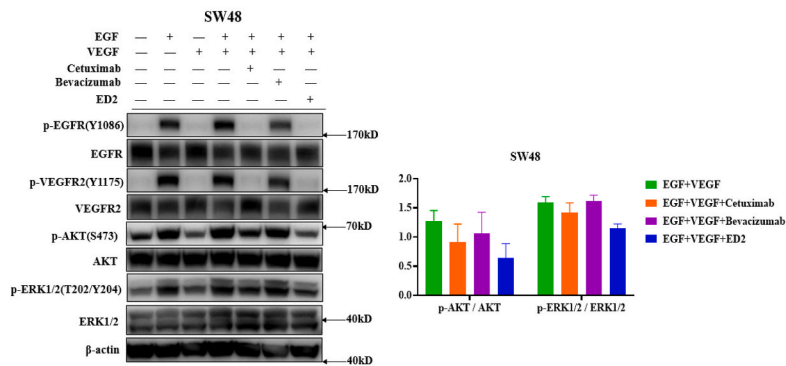 SW48
EGF — + — + + + +
VEGF — — + + + + +
Cetuximab — — — — + — —
Bevacizumab — — — — — + —
ED2 — — — — — — +
p-EGFR(Y1086)
170kD
EGFR
p-VEGFR2(Y1175)
170kD
VEGFR2
70kD
p-AKT(S473)
AKT
p-ERK1/2(T202/Y204)
ERK1/2
40kD
β-actin
40kD
SW48
2.0
1.5
1.0
0.5
0.0
p-AKT / AKT
p-ERK1/2 / ERK1/2
EGF+VEGF
EGF+VEGF+Cetuximab
EGF+VEGF+Bevacizumab
EGF+VEGF+ED2